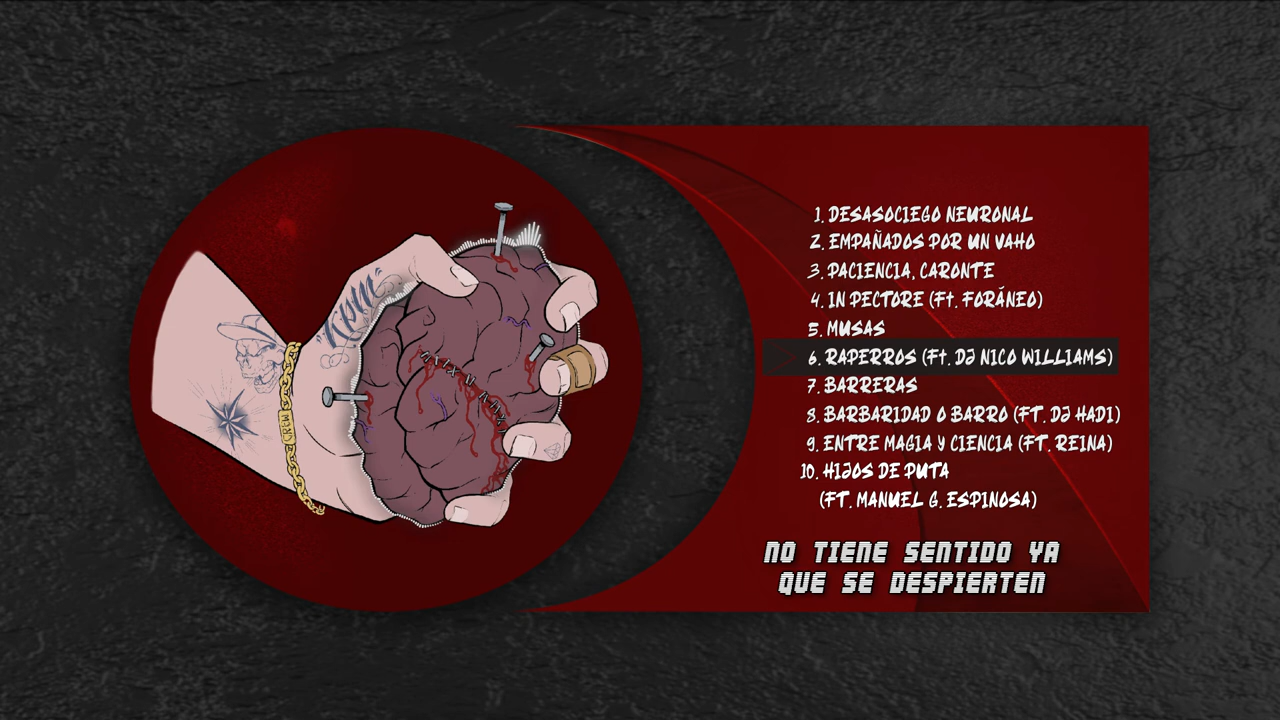 "Kpm"
1. DESASOCIEGO NEURONAL
2. EMPAÑADOS POR UN VAHO
3. PACIENCIA, CARONTE
4. IN PECTORE (Ft. FORÁNEO)
5. MUSAS
6. RAPERROS (Ft. DJ NICO WILLIAMS)
7. BARRERAS
8. BARBARIDAD O BARRO (FT. DJ HADI)
9. ENTRE MAGIA Y CIENCIA (FT. REINA)
10. HIJOS DE PUTA
(FT. MANUEL G. ESPINOSA)
NO TIENE SENTIDO YA
QUE SE DESPIERTEN